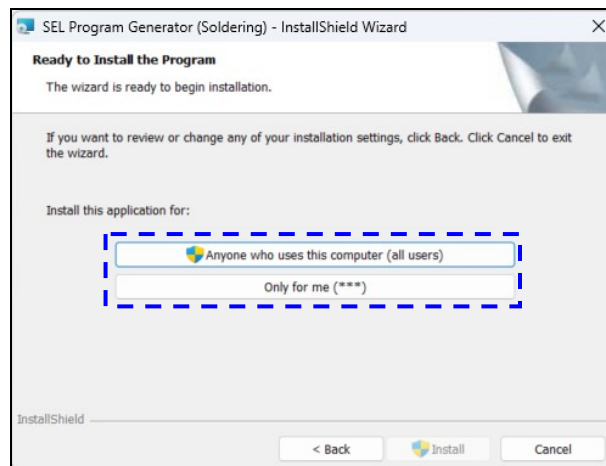 SEL Program Generator (Soldering) - InstallShield Wizard
Ready to Install the Program
The wizard is ready to begin installation.
If you want to review or change any of your installation settings, click Back. Click Cancel to exit
the wizard.
Install this application for:
Anyone who uses this computer (all users)
Only for me (***)
InstallShield
< Back Install Cancel